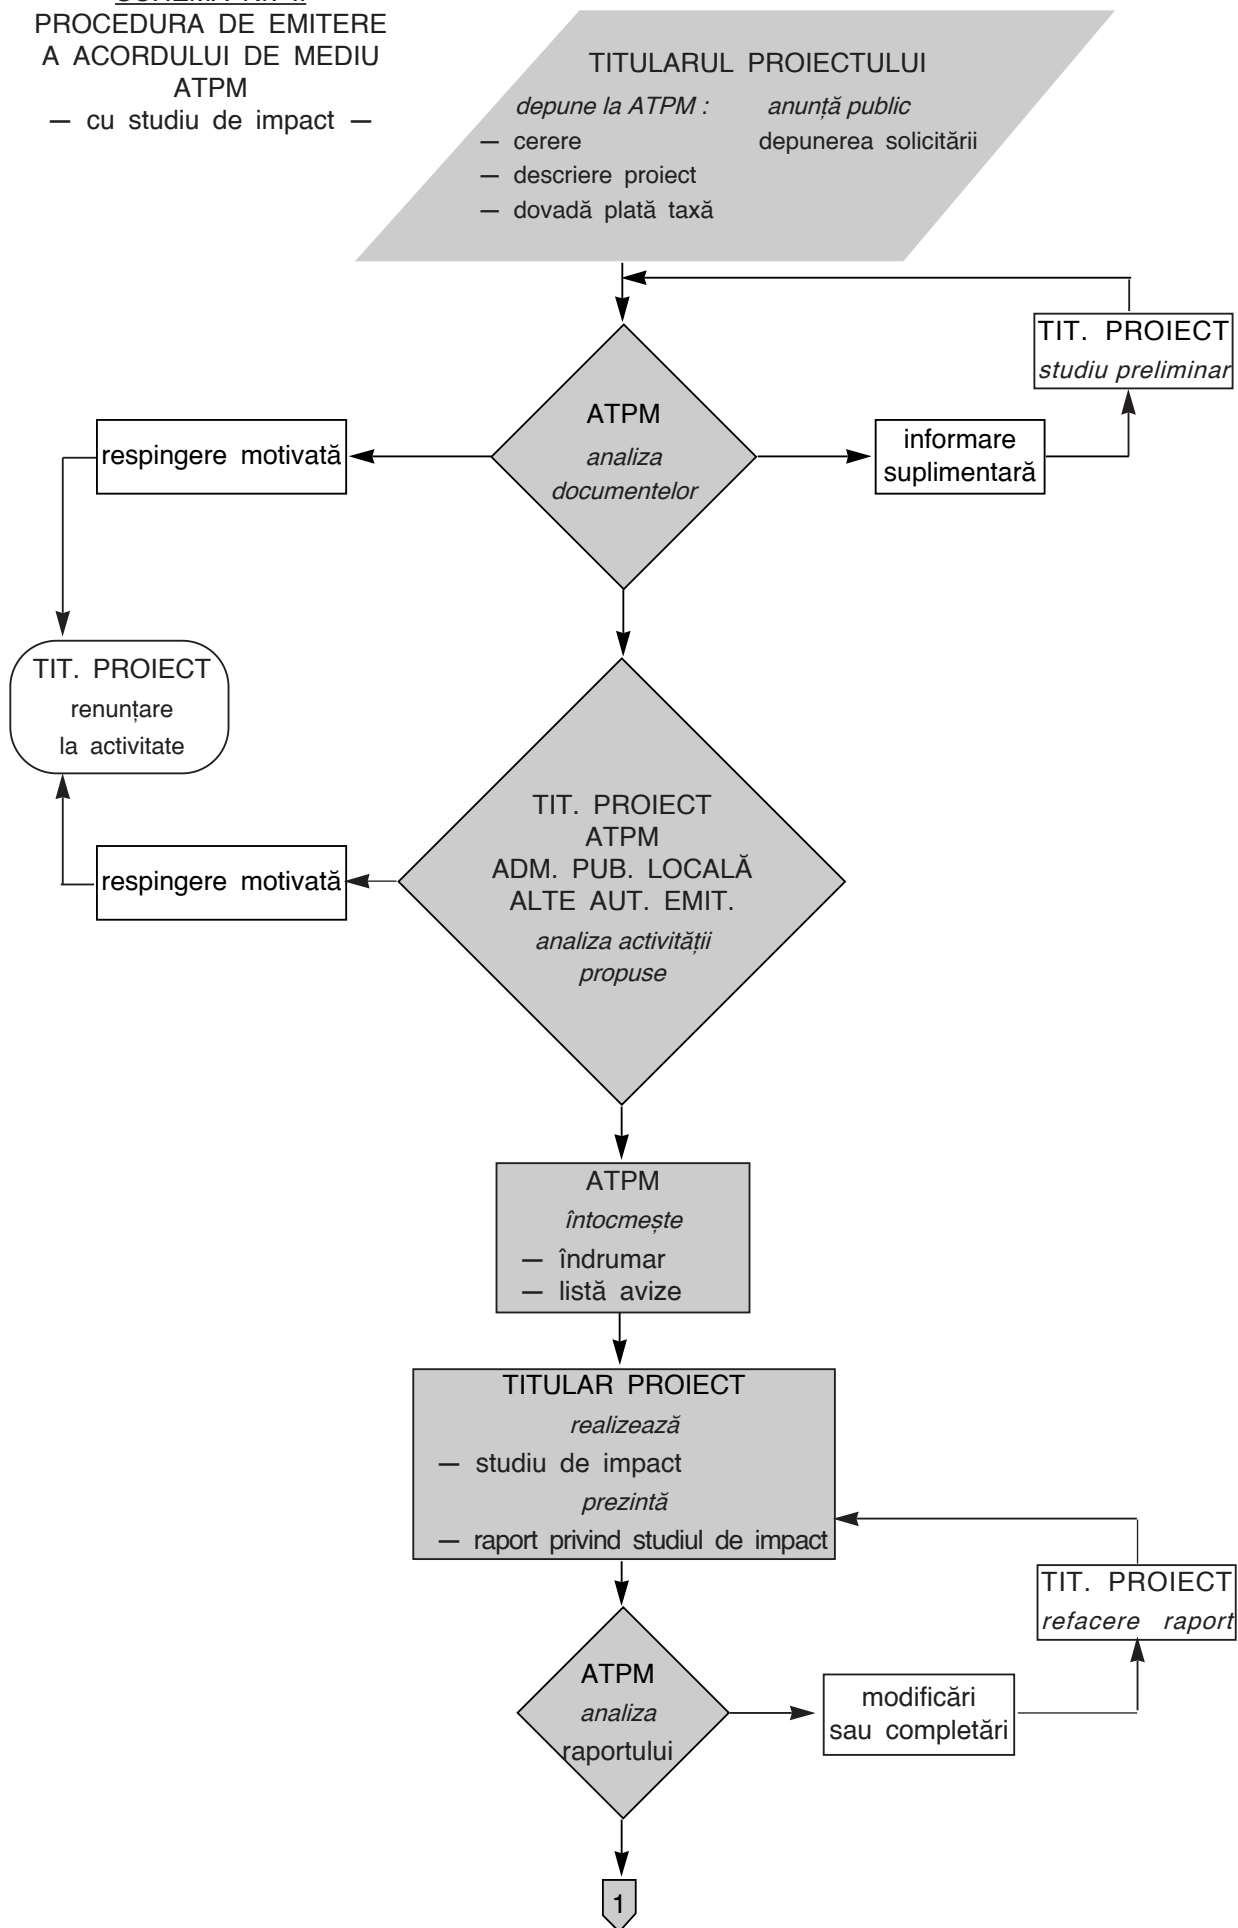 PROCEDURA DE EMITERE
A ACORDULUI DE MEDIU
ATPM
— cu studiu de impact —
TITULARUL PROIECTULUI
depune la ATPM : anunță public
— cerere depunerea solicitării
— descriere proiect
— dovadă plată taxă
TIT. PROIECT
studiu preliminar
ATPM
analiza
documentelor
respingere motivată
informare
suplimentară
TIT. PROIECT
renunțare
la activitate
TIT. PROIECT
ATPM
ADM. PUB. LOCALĂ
ALTE AUT. EMIT.
analiza activității
propuse
respingere motivată
ATPM
întocmește
— îndrumar
— listă avize
TITULAR PROIECT
realizează
— studiu de impact
prezintă
— raport privind studiul de impact
TIT. PROIECT
refacere raport
ATPM
analiza
raportului
modificări
sau completări
1